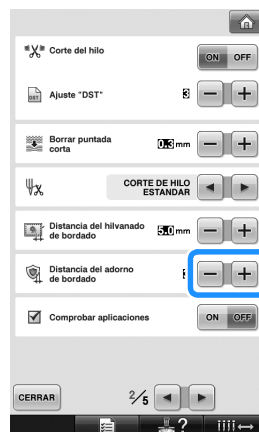 Corte del hilo
ON OFF
DST
Ajuste "DST"
3
− +
Borrar puntada
corta
0.3 mm
− +
CORTE DE HILO
ESTANDAR
Distancia del hilvanado
de bordado
5.0 mm
− +
Distancia del adorno
de bordado
− +
Comprobar aplicaciones
ON OFF
CERRAR
2/5
?